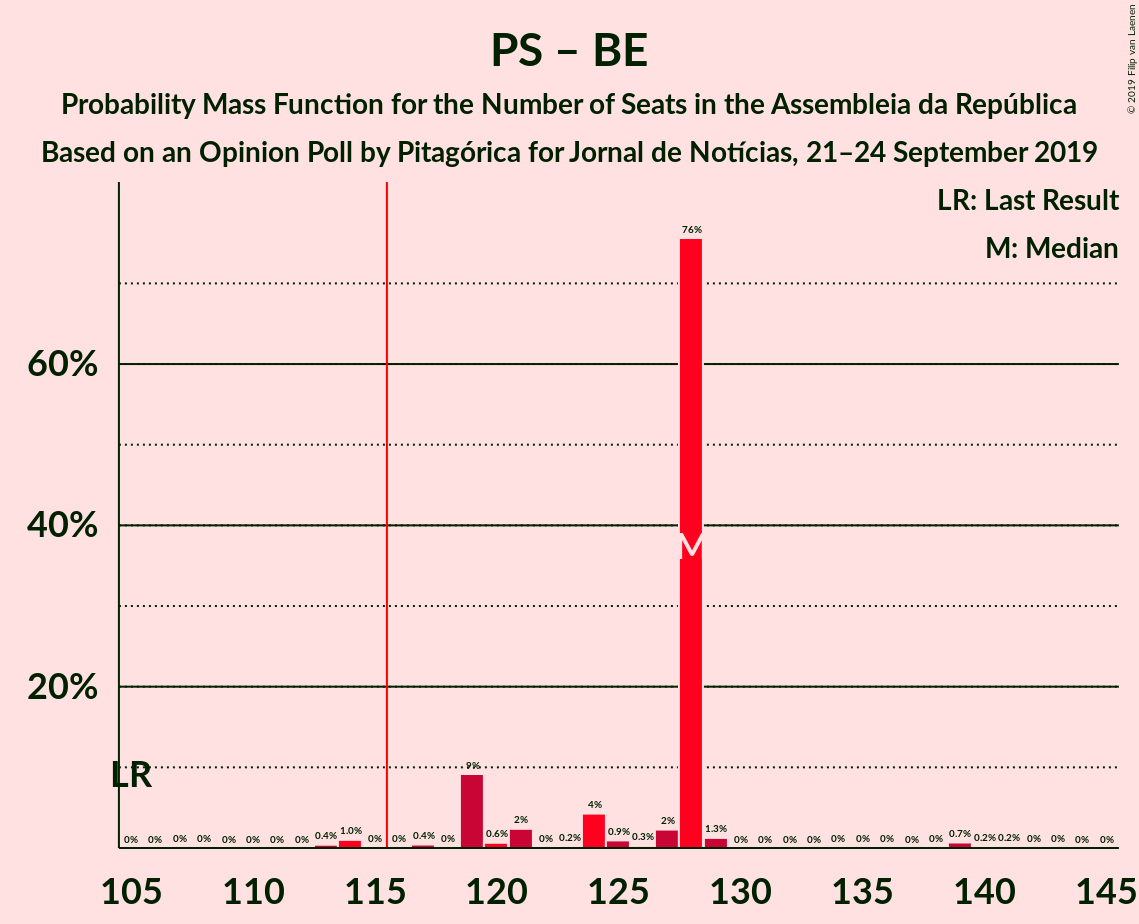 PS – BE
Probability Mass Function for the Number of Seats in the Assembleia da República
Based on an Opinion Poll by Pitagórica for Jornal de Notícias, 21–24 September 2019
© 2019 Filip van Laenen
LR: Last Result
M: Median
76%
60%
40%
M
20%
LR
0% 0% 0% 0% 0% 0% 0% 0% 0.4% 1.0% 0% 0% 0.4% 0% 9% 0.6% 2% 0% 0.2% 4% 0.9% 0.3% 2% 1.3% 0% 0% 0% 0% 0% 0% 0% 0% 0% 0.7% 0.2% 0.2% 0% 0% 0% 0%
105 110 115 120 125 130 135 140 145